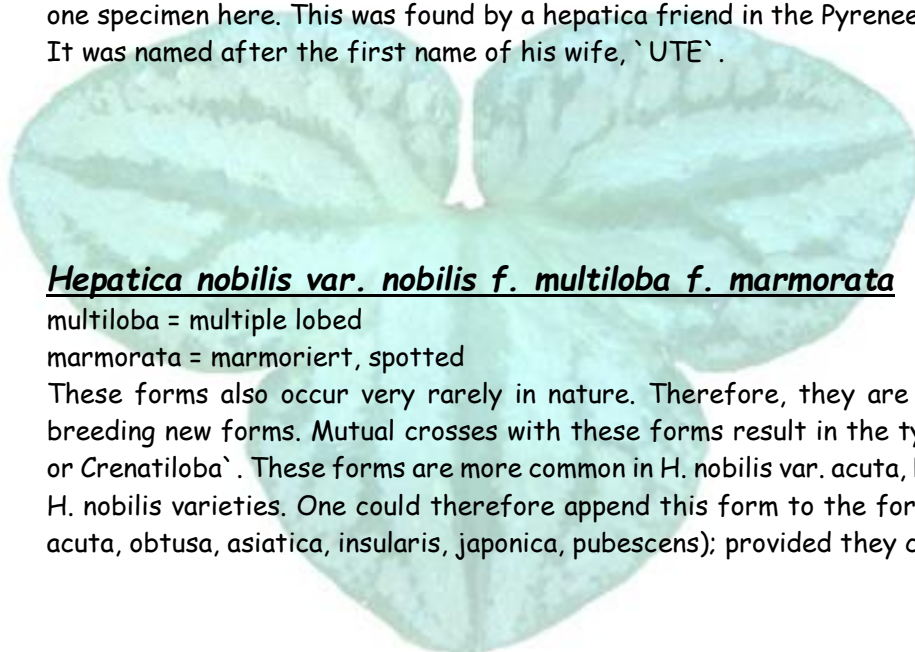 one specimen here. This was found by a hepatica friend in the
It was named after the first name of his wife, `UTE`.
Hepatica nobilis var. nobilis f. multiloba f. marmorata
multiloba = multiple lobed
marmorata = marmoriert, spotted
These forms also occur very rarely in nature. Therefore, they are
breeding new forms. Mutual crosses with these forms result in the
or Crenatiloba`. These forms are more common in H. nobilis var. acuta,
H. nobilis varieties. One could therefore append this form to the
acuta, obtusa, asiatica, insularis, japonica, pubescens); provided they